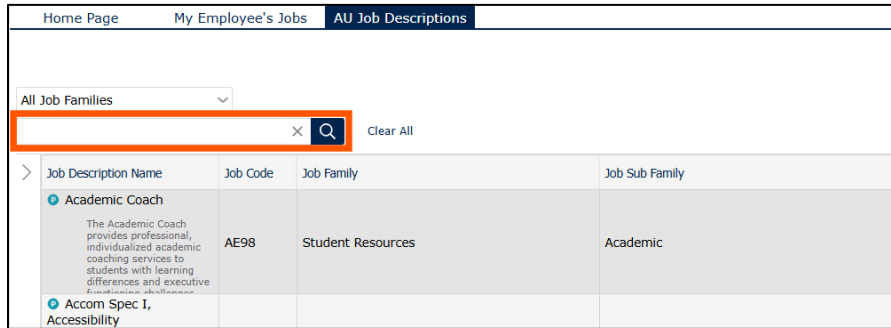 Home Page My Employee's Jobs AU Job Descriptions
All Job Families
Clear All
Job Description Name Job Code Job Family Job Sub Family
P Academic Coach
The Academic Coach
provides professional,
individualized academic
coaching services to
students with learning
differences and executive
functioning challenges
AE98 Student Resources Academic
P Accom Spec I,
Accessibility